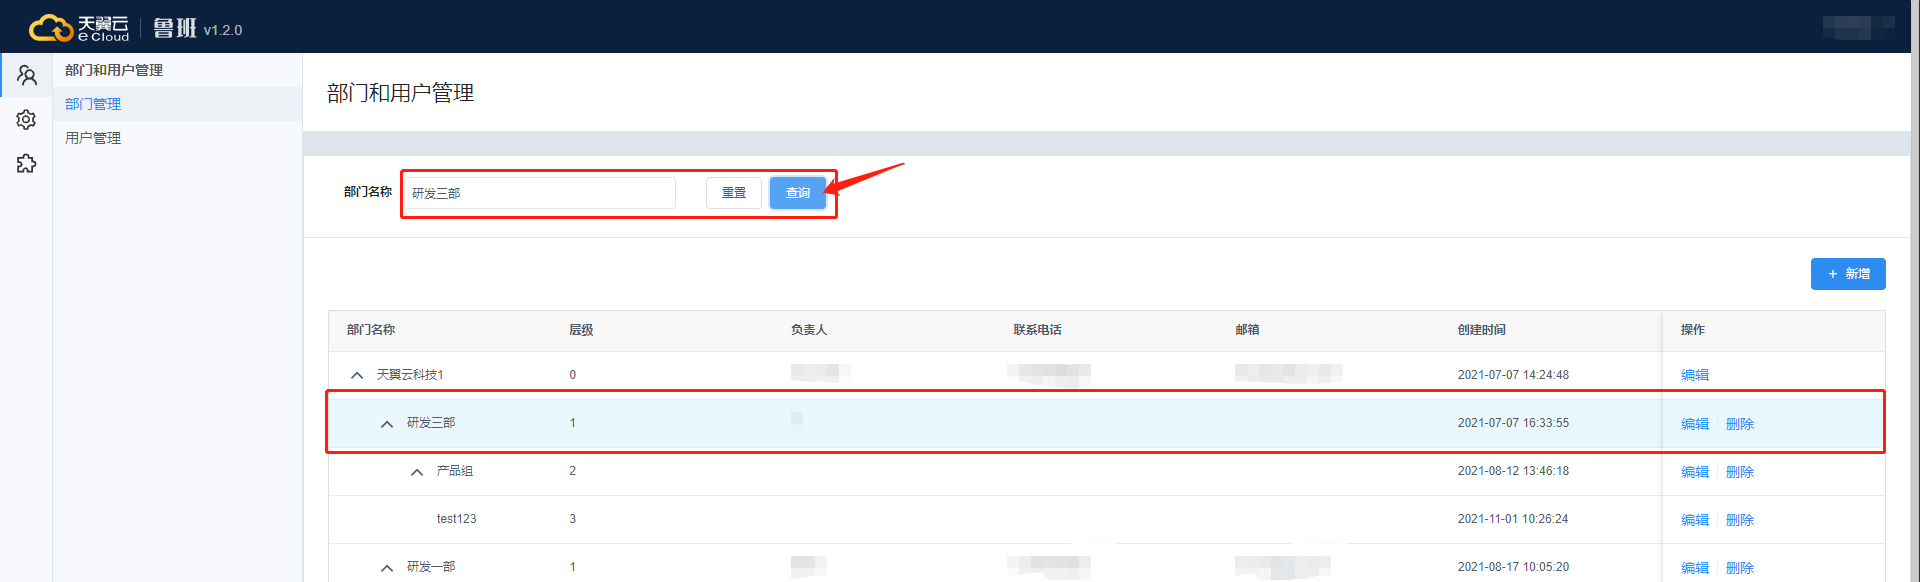 天翼云
e Cloud
鲁班 v1.2.0
部门和用户管理
部门管理
用户管理
部门和用户管理
部门名称 研发三部 重置 查询
+ 新增
部门名称 层级 负责人 联系电话 邮箱 创建时间 操作
天翼云科技1 0 2021-07-07 14:24:48 编辑
研发三部 1 2021-07-07 16:33:55 编辑 删除
产品组 2 2021-08-12 13:46:18 编辑 删除
test123 3 2021-11-01 10:26:24 编辑 删除
研发一部 1 2021-08-17 10:05:20 编辑 删除